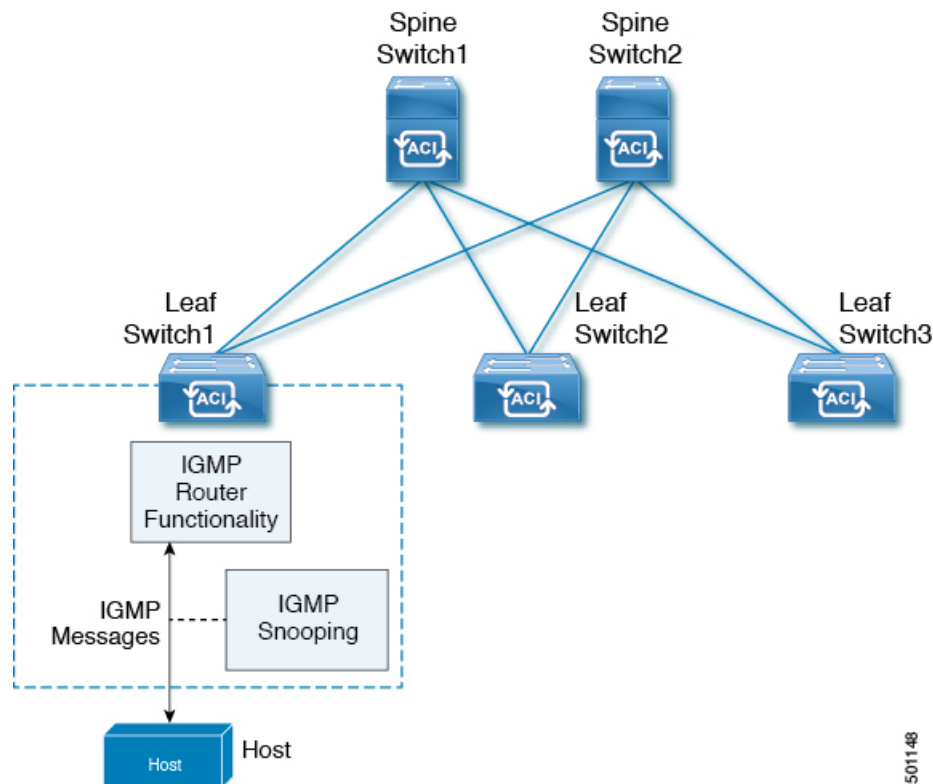 Spine
Switch1
Spine
Switch2
ACI
ACI
Leaf
Switch1
Leaf
Switch2
Leaf
Switch3
ACI
ACI
ACI
IGMP
Router
Functionality
IGMP
Messages
IGMP
Snooping
Host
Host
501148